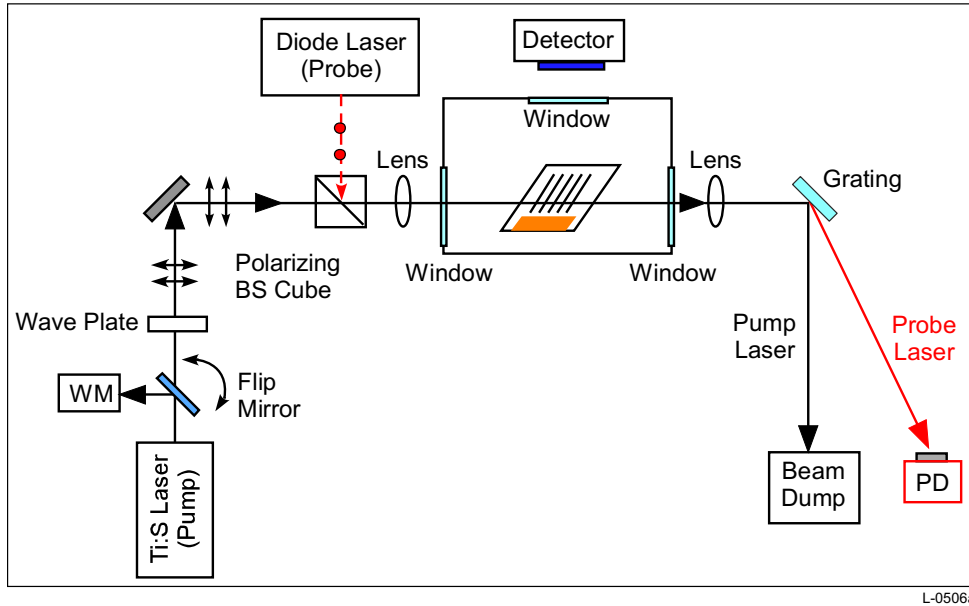 Diode Laser
(Probe)
Detector
Window
Lens
Lens
Grating
Window
Window
Polarizing
BS Cube
Wave Plate
Pump
Laser
Probe
Laser
WM
Flip
Mirror
Ti:S Laser
(Pump)
Beam
Dump
PD
L-0506a